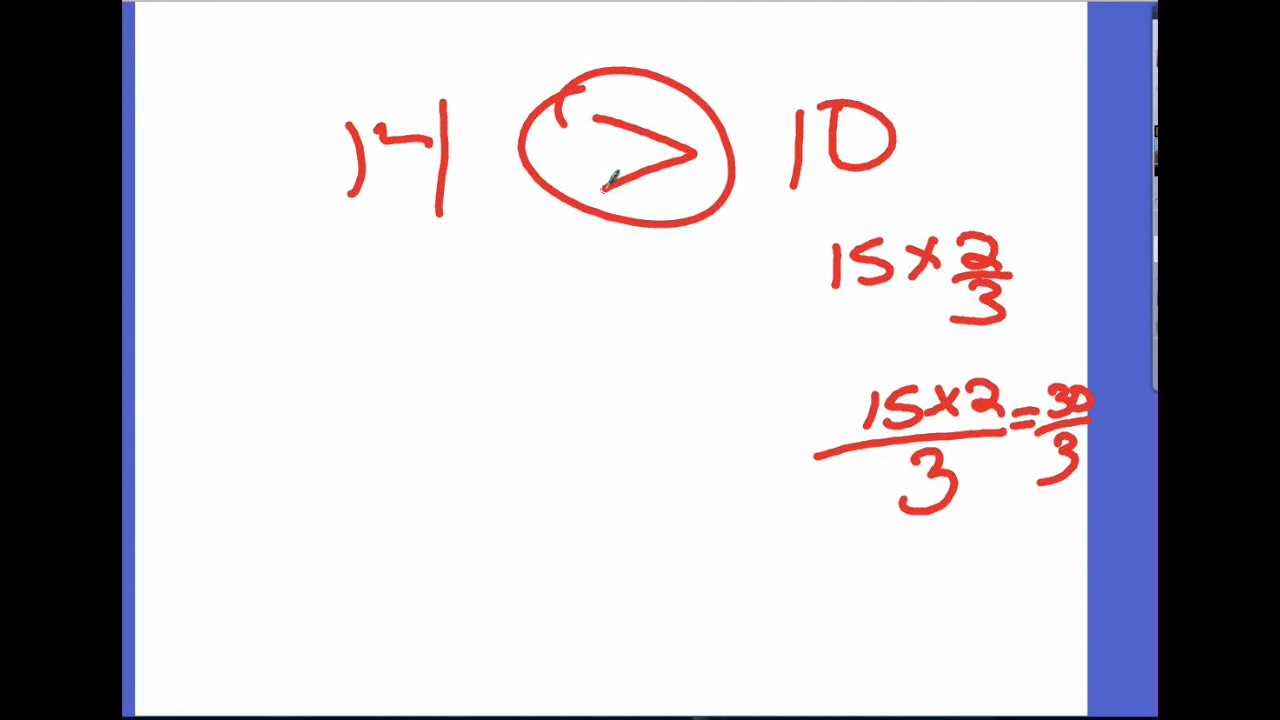 14 > 10
15 × 2/3
15 × 2/3 = 30/3